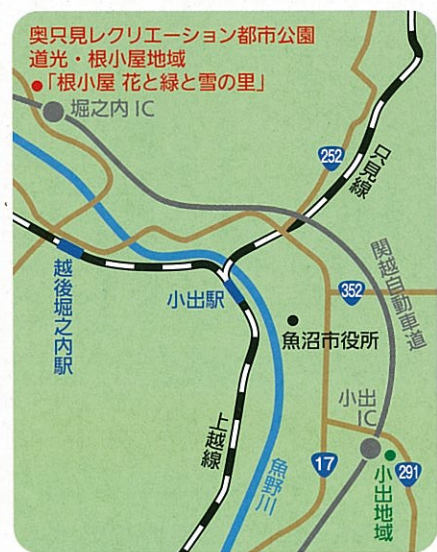 奥只見レクリエーション都市公園
道光・根小屋地域
「根小屋 花と緑と雪の里」
堀之内 IC
252
只見線
関越自動車道
352
越後堀之内駅
小出駅
魚沼市役所
小出
IC
上越線
魚野川
17
291
小出地域